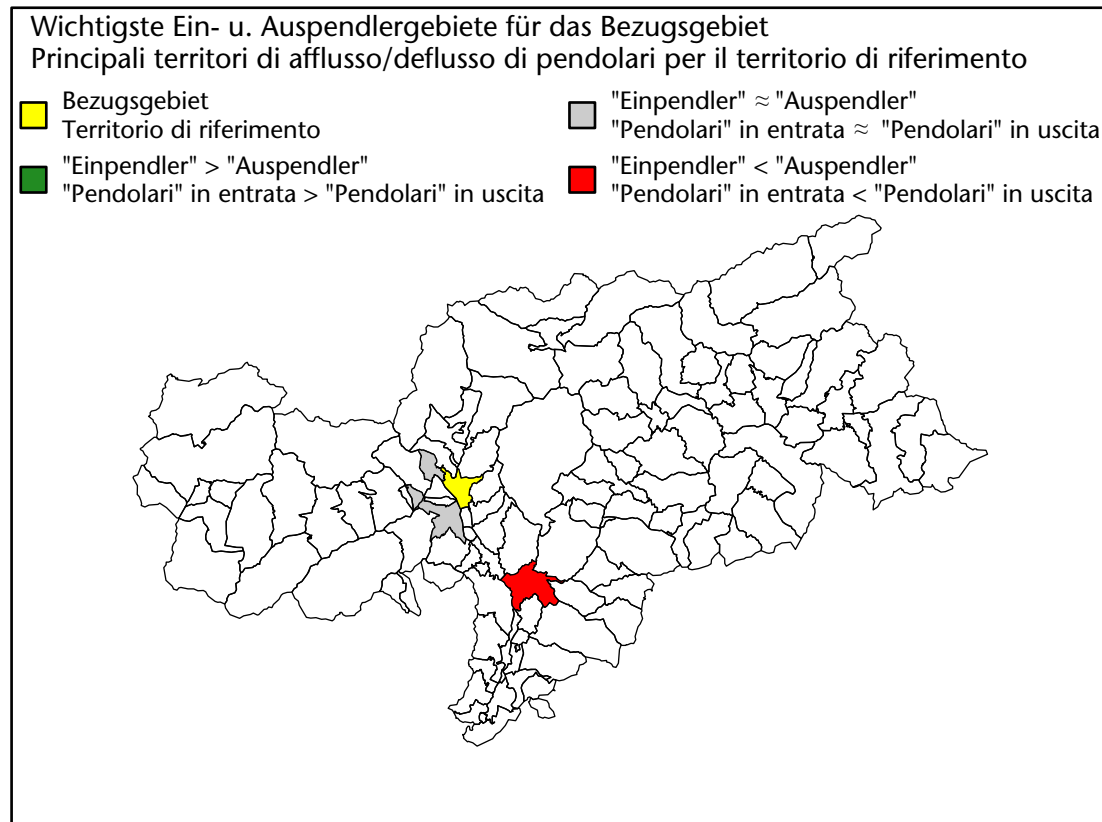 Wichtigste Ein- u. Auspendlergebiete für das Bezugsgebiet
Principali territori di afflusso/deflusso di pendolari per il territorio di riferimento
Bezugsgebiet
Territorio di riferimento
"Einpendler" > "Auspendler"
"Pendolari" in entrata > "Pendolari" in uscita
"Einpendler" ≈ "Auspendler"
"Pendolari" in entrata ≈ "Pendolari" in uscita
"Einpendler" < "Auspendler"
"Pendolari" in entrata < "Pendolari" in uscita